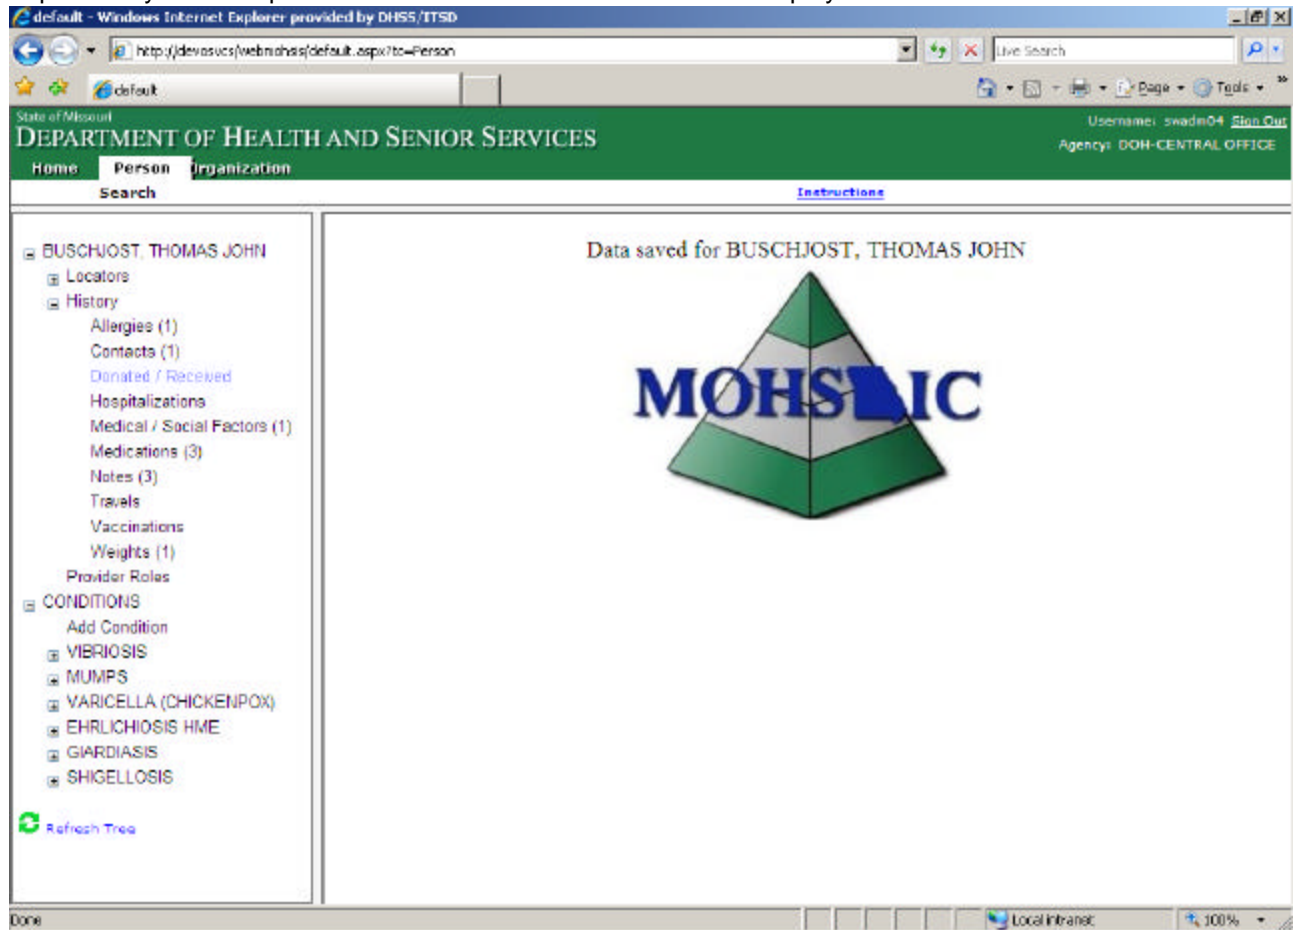 default - Windows Internet Explorer provided by DHSS/ITSD
http://devosvcs/webmohsis/default.aspx?to=Person
Live Search
default
Page
Tools
State of Missouri
DEPARTMENT OF HEALTH AND SENIOR SERVICES
Username: swadm04 Sign Out
Agency: DOH-CENTRAL OFFICE
Home Person Organization
Search
Instructions
BUSCHJOST, THOMAS JOHN
Data saved for BUSCHJOST, THOMAS JOHN
Locators
History
Allergies (1)
Contacts (1)
Donated / Received
Hospitalizations
Medical / Social Factors (1)
Medications (3)
Notes (3)
Travels
Vaccinations
Weights (1)
Provider Roles
MOHSAIC
CONDITIONS
Add Condition
VIBRIOSIS
MUMPS
VARICELLA (CHICKENPOX)
EHRLICHIOSIS HME
GIARDIASIS
SHIGELLOSIS
Refresh Tree
Done
Local intranet
100%